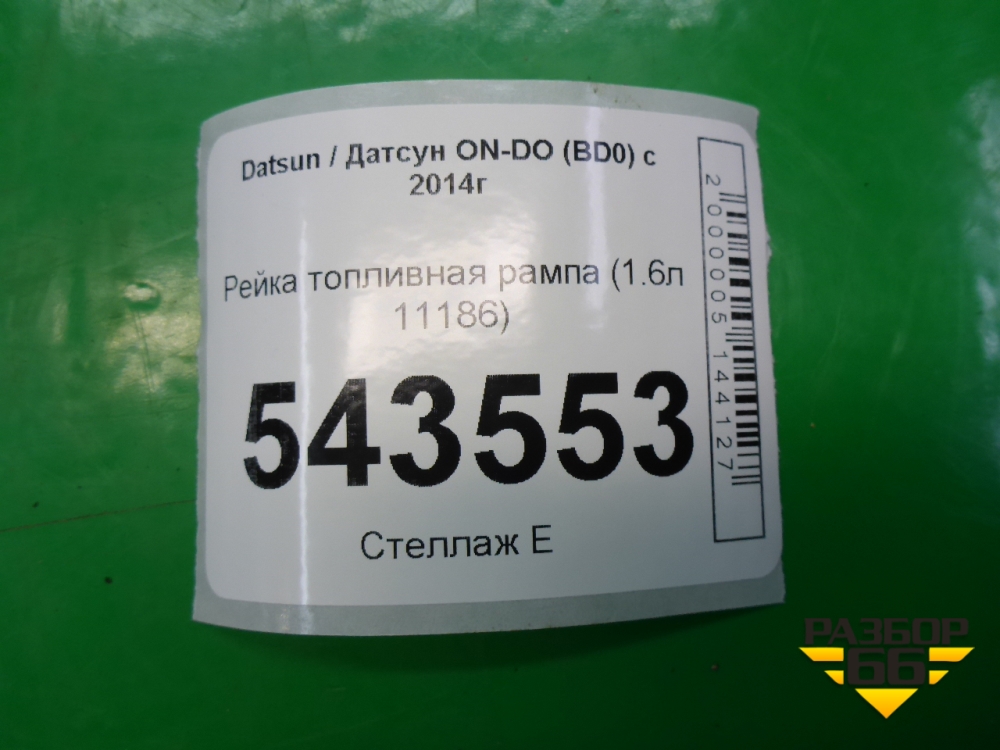 Datsun / Датсун ON-DO (BD0) с
2014г
Рейка топливная рампа (1.6л
11186)
543553
Стеллаж Е
2000005144127
РАЗБОР
66